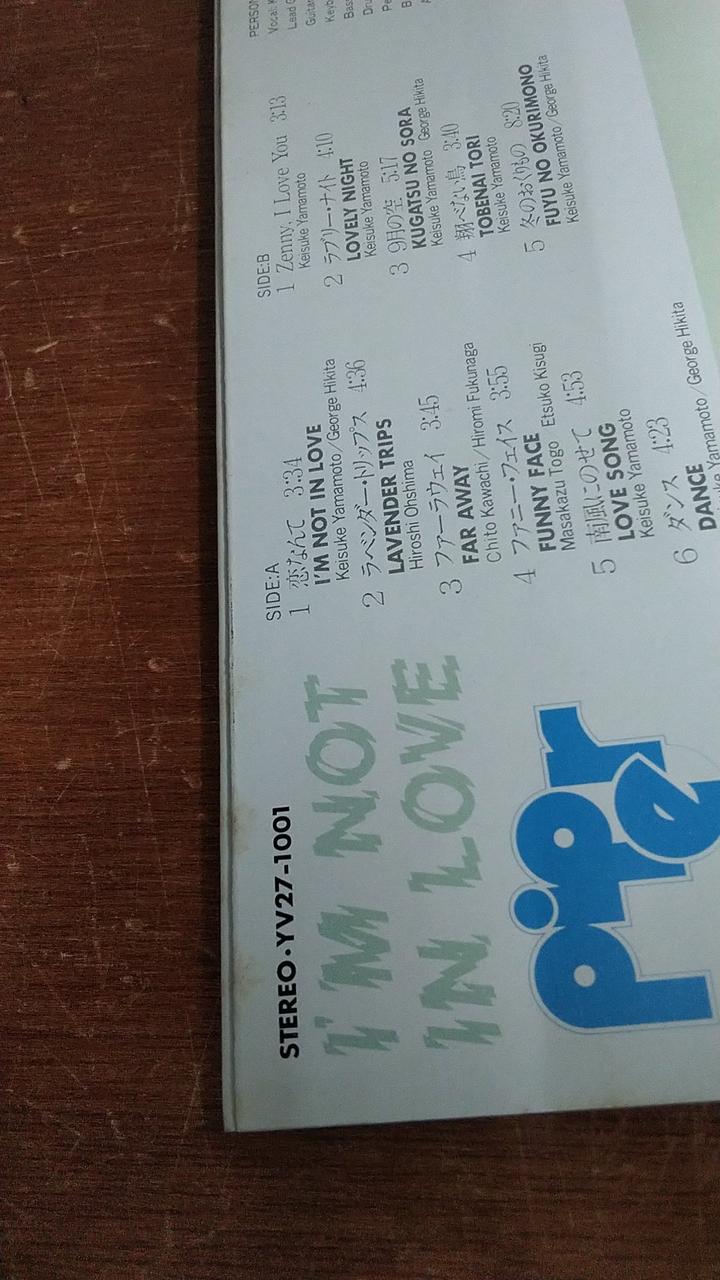 STEREO·YV27-1001
I'M NOT
IN LOVE
piper
SIDE:A
1 恋なんて 3:34
I'M NOT IN LOVE
Keisuke Yamamoto/George Hikita
2 ラベンダー・トリップス 4:36
LAVENDER TRIPS
Hiroshi Ohshima
3 ファーラウェイ 3:45
FAR AWAY
Chito Kawachi/Hiromi Fukunaga
4 ファニー・フェイス 3:55
FUNNY FACE
Masakazu Togo Etsuko Kisugi
5 南風にのせて 4:53
LOVE SONG
Keisuke Yamamoto
6 ダンス 4:23
DANCE
Yamamoto/George Hikita
SIDE:B
1 Zenny, I Love You 3:13
Keisuke Yamamoto
2 ラブリー・ナイト 4:10
LOVELY NIGHT
Keisuke Yamamoto
3 9月の空 5:17
KUGATSU NO SORA
Keisuke Yamamoto George Hikita
4 翔べない鳥 3:40
TOBENAI TORI
Keisuke Yamamoto
5 冬のおくりもの 8:20
FUYU NO OKURIMONO
Keisuke Yamamoto/George Hikita